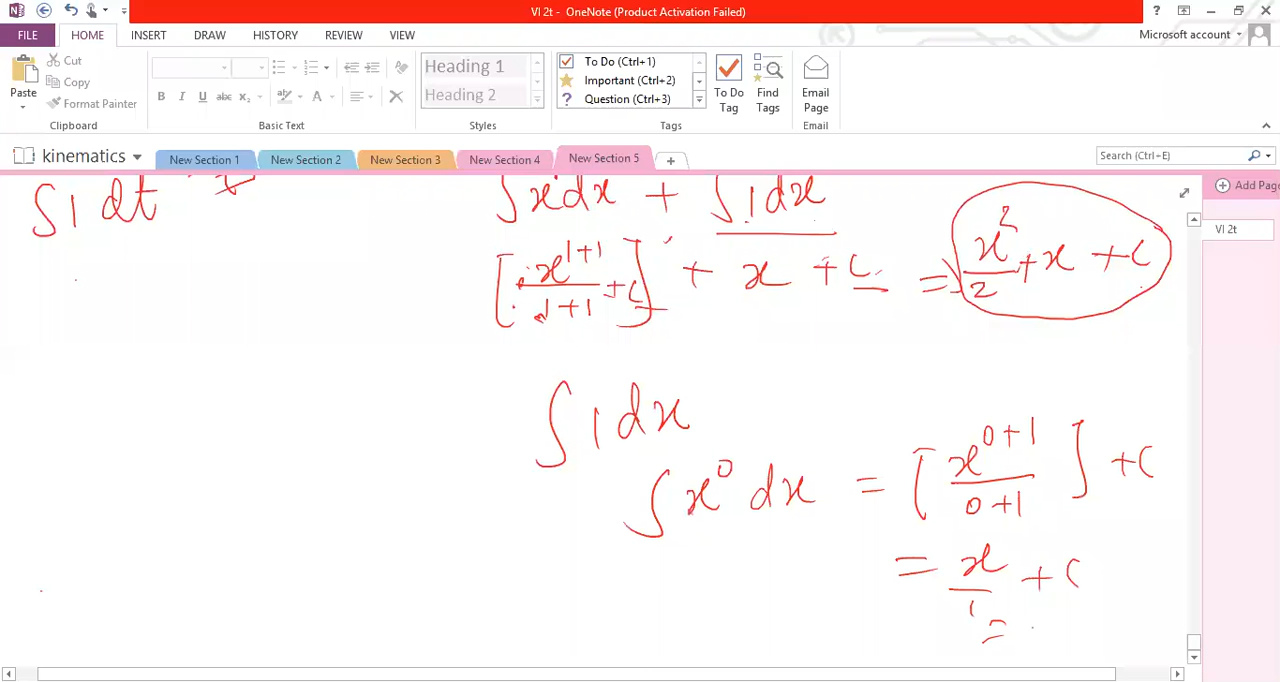 VI 2t - OneNote (Product Activation Failed)
FILE HOME INSERT DRAW HISTORY REVIEW VIEW Microsoft account
Paste Cut Copy Format Painter
Clipboard
B I U abc x₂ A
Basic Text
Heading 1
Heading 2
Styles
To Do (Ctrl+1)
Important (Ctrl+2)
Question (Ctrl+3)
To Do Tag
Find Tags
Tags
Email Page
Email
kinematics New Section 1 New Section 2 New Section 3 New Section 4 New Section 5 + Search (Ctrl+E)
Add Page
VI 2t
∫1 dt
∫x dx + ∫1 dx
[x^(1+1)/(1+1) + C] + x + C = x²/2 + x + C
∫1 dx
∫x⁰ dx = [x^(0+1)/(0+1)] + C
= x/1 + C
=